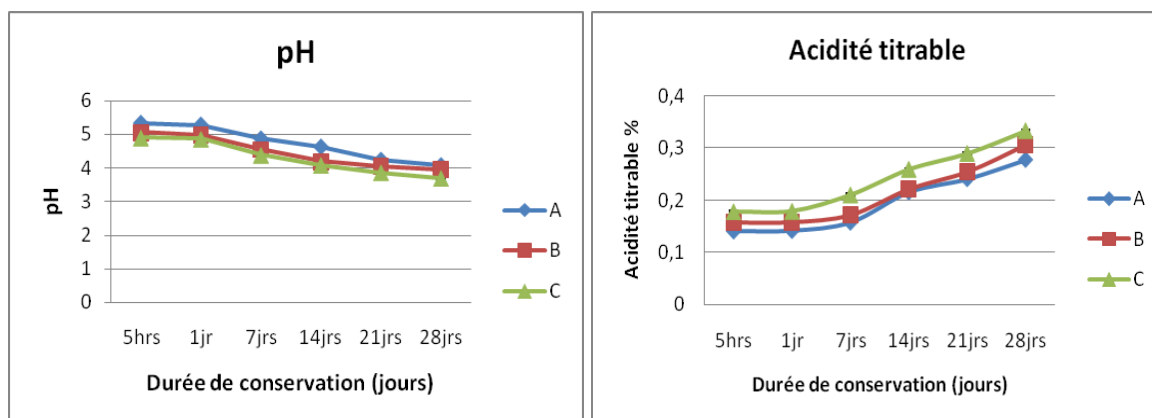 pH
6
5
4
3
2
1
0
pH
5hrs 1jr 7jrs 14jrs 21jrs 28jrs
Durée de conservation (jours)
A
B
C
Acidité titrable
0,4
0,3
0,2
0,1
0
Acidité titrable %
5hrs 1jr 7jrs 14jrs 21jrs 28jrs
Durée de conservation (jours)
A
B
C